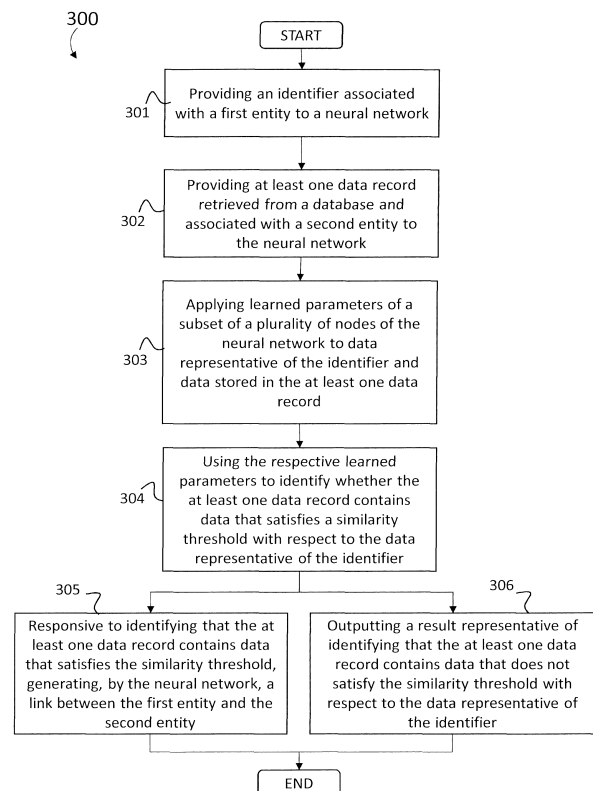 300
START
Providing an identifier associated
with a first entity to a neural network
301
Providing at least one data record
retrieved from a database and
associated with a second entity to
the neural network
302
Applying learned parameters of a
subset of a plurality of nodes of the
neural network to data
representative of the identifier and
data stored in the at least one data
record
303
Using the respective learned
parameters to identify whether the
at least one data record contains
data that satisfies a similarity
threshold with respect to the data
representative of the identifier
304
305
Responsive to identifying that the at
least one data record contains data
that satisfies the similarity threshold,
generating, by the neural network, a
link between the first entity and the
second entity
306
Outputting a result representative of
identifying that the at least one data
record contains data that does not
satisfy the similarity threshold with
respect to the data representative of
the identifier
END